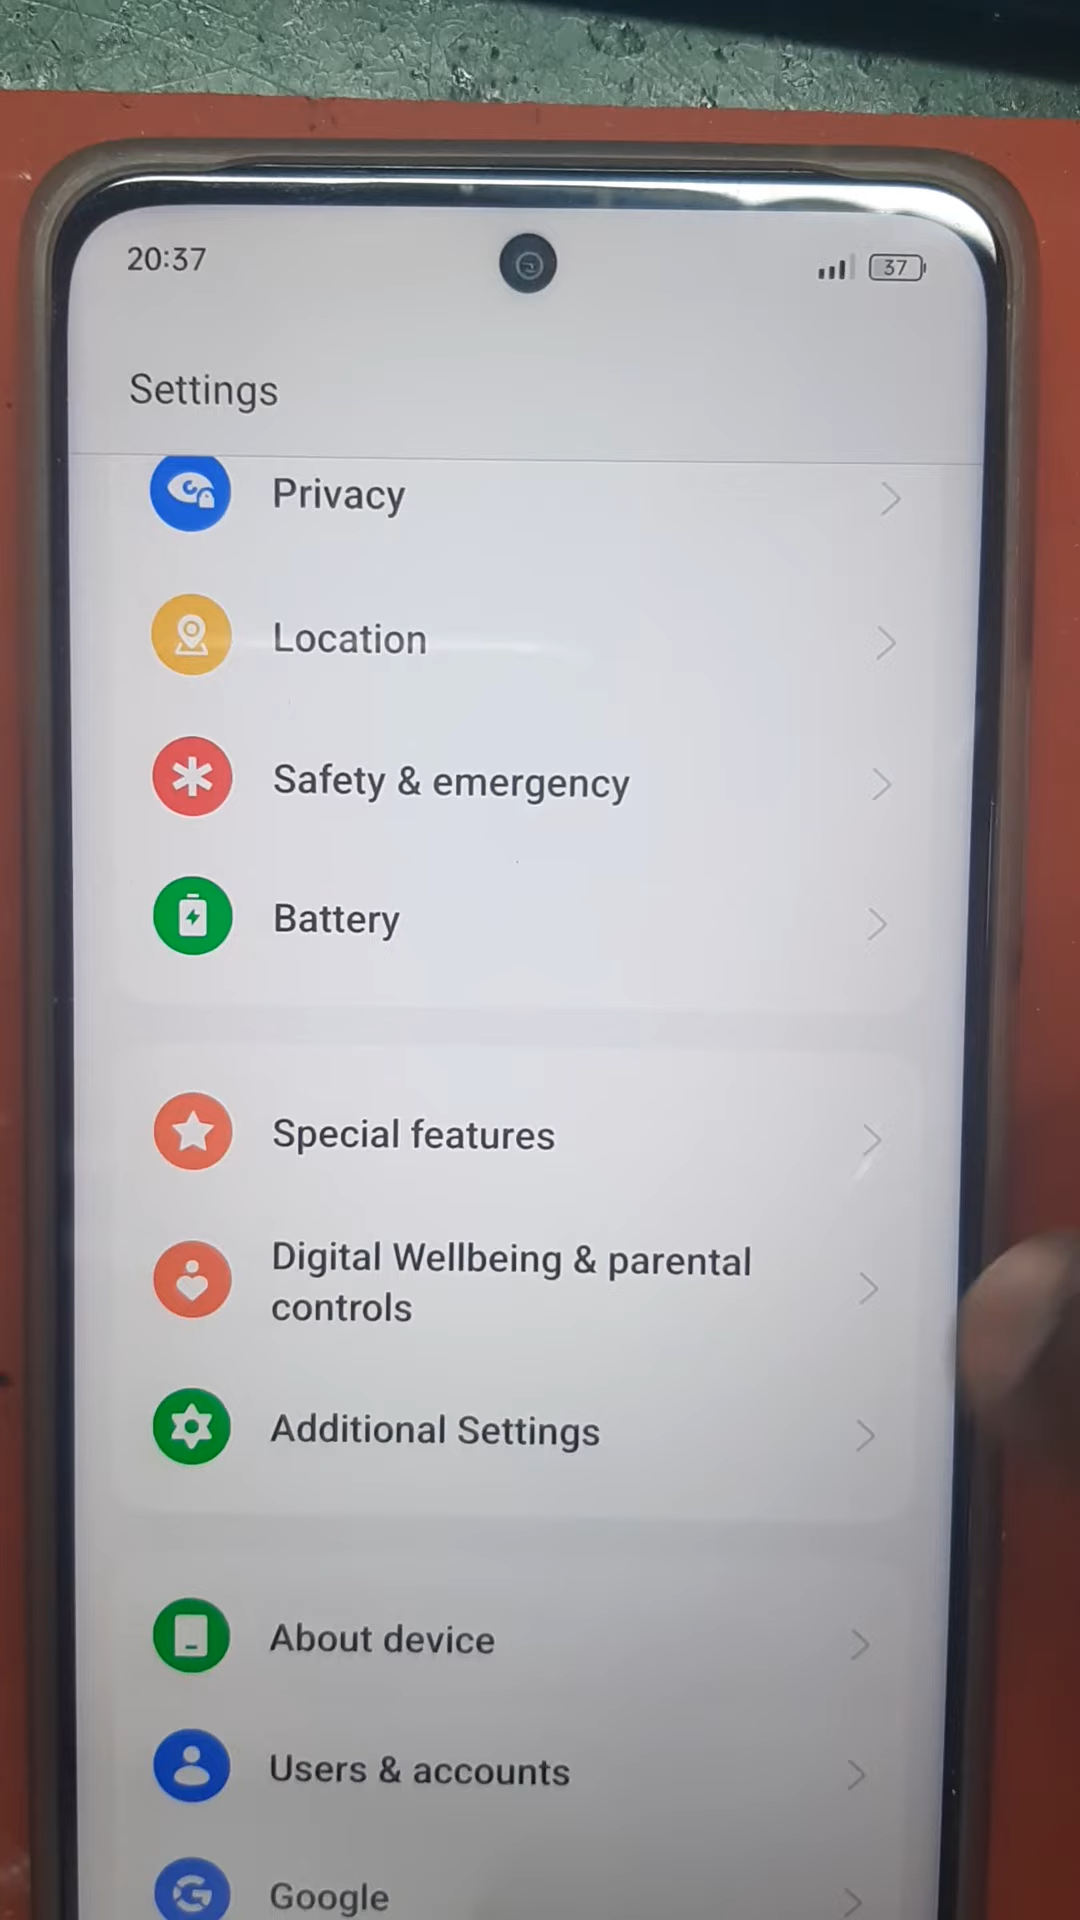 20:37
37
Settings
Privacy
Location
Safety & emergency
Battery
Special features
Digital Wellbeing & parental
controls
Additional Settings
About device
Users & accounts
Google